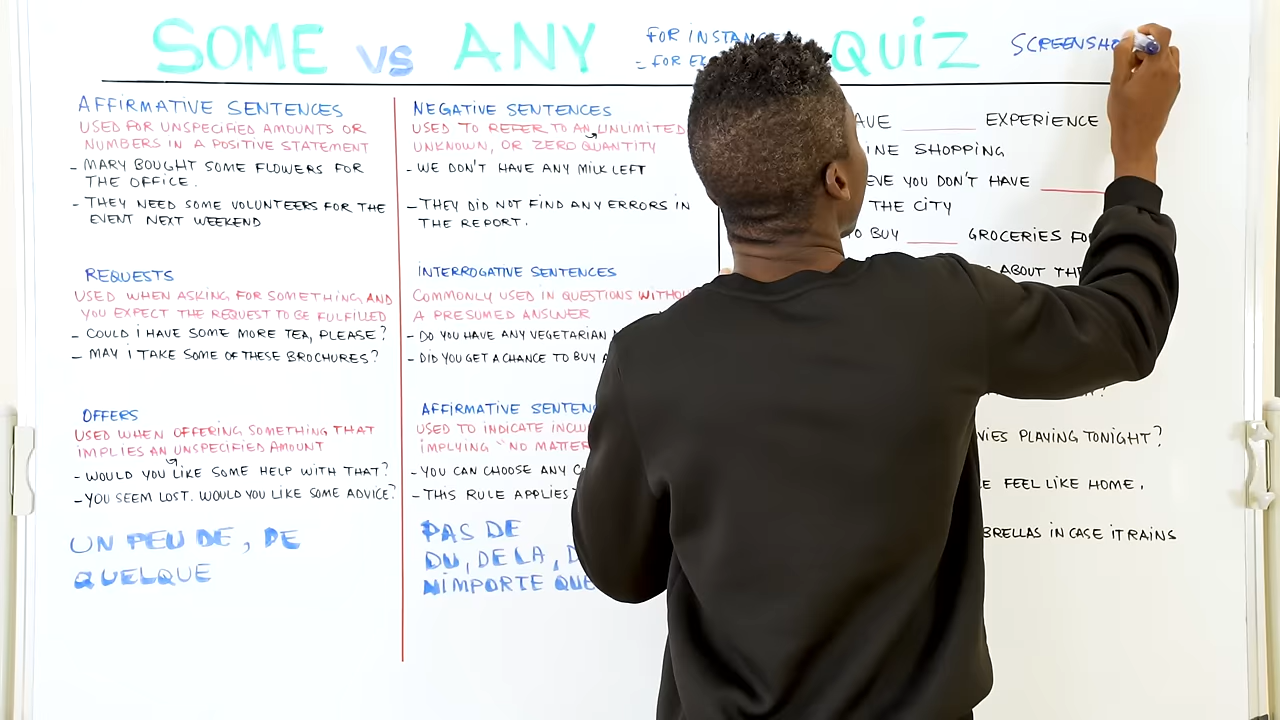 SOME vs ANY
FOR INSTANCE
= FOR
QUIZ
SCREENSHO
AFFIRMATIVE SENTENCES
USED FOR UNSPECIFIED AMOUNTS OR
NUMBERS IN A POSITIVE STATEMENT
- MARY BOUGHT SOME FLOWERS FOR
THE OFFICE.
- THEY NEED SOME VOLUNTEERS FOR THE
EVENT NEXT WEEKEND
REQUESTS
USED WHEN ASKING FOR SOMETHING AND
YOU EXPECT THE REQUEST TO BE FULFILLED
- COULD I HAVE SOME MORE TEA, PLEASE?
- MAY I TAKE SOME OF THESE BROCHURES?
OFFERS
USED WHEN OFFERING SOMETHING THAT
IMPLIES AN UNSPECIFIED AMOUNT
- WOULD YOU LIKE SOME HELP WITH THAT?
- YOU SEEM LOST. WOULD YOU LIKE SOME ADVICE?
UN PEU DE, DE
QUELQUE
NEGATIVE SENTENCES
USED TO REFER TO AN UNLIMITED
UNKNOWN, OR ZERO QUANTITY
- WE DON'T HAVE ANY MILK LEFT
- THEY DID NOT FIND ANY ERRORS IN
THE REPORT.
INTERROGATIVE SENTENCES
COMMONLY USED IN QUESTIONS WITHOU
A PRESUMED ANSWER
- DO YOU HAVE ANY VEGETARIAN
- DID YOU GET A CHANCE TO BUY
AFFIRMATIVE SENTENC
USED TO INDICATE INCLU
IMPLYING "NO MATTER
- YOU CAN CHOOSE ANY
- THIS RULE APPLIES
PAS DE
DU, DE LA,
N'IMPORTE QUE
AVE ______ EXPERIENCE
INE SHOPPING
EVE YOU DON'T HAVE ______
THE CITY
TO BUY ______ GROCERIES FO
ABOUT THE
VIES PLAYING TONIGHT?
E FEEL LIKE HOME.
BRELLAS IN CASE IT RAINS